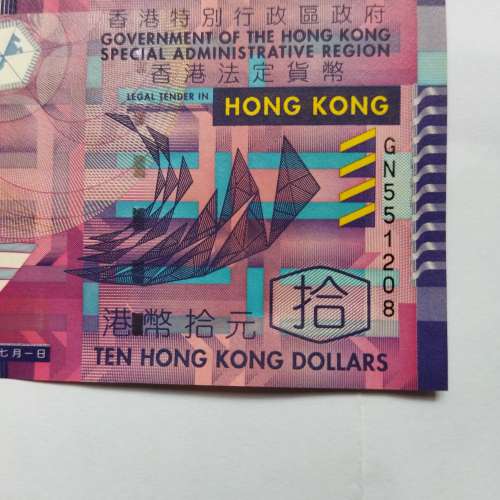 香港特別行政區政府
GOVERNMENT OF THE HONG KONG
SPECIAL ADMINISTRATIVE REGION
香港法定貨幣
LEGAL TENDER IN HONG KONG
GN551208
港幣拾元
拾
TEN HONG KONG DOLLARS
七月一日